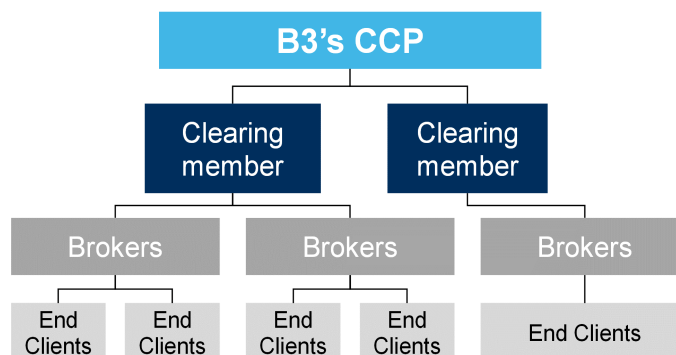 B3's CCP
Clearing
member
Clearing
member
Brokers
Brokers
Brokers
End
Clients
End
Clients
End
Clients
End
Clients
End Clients